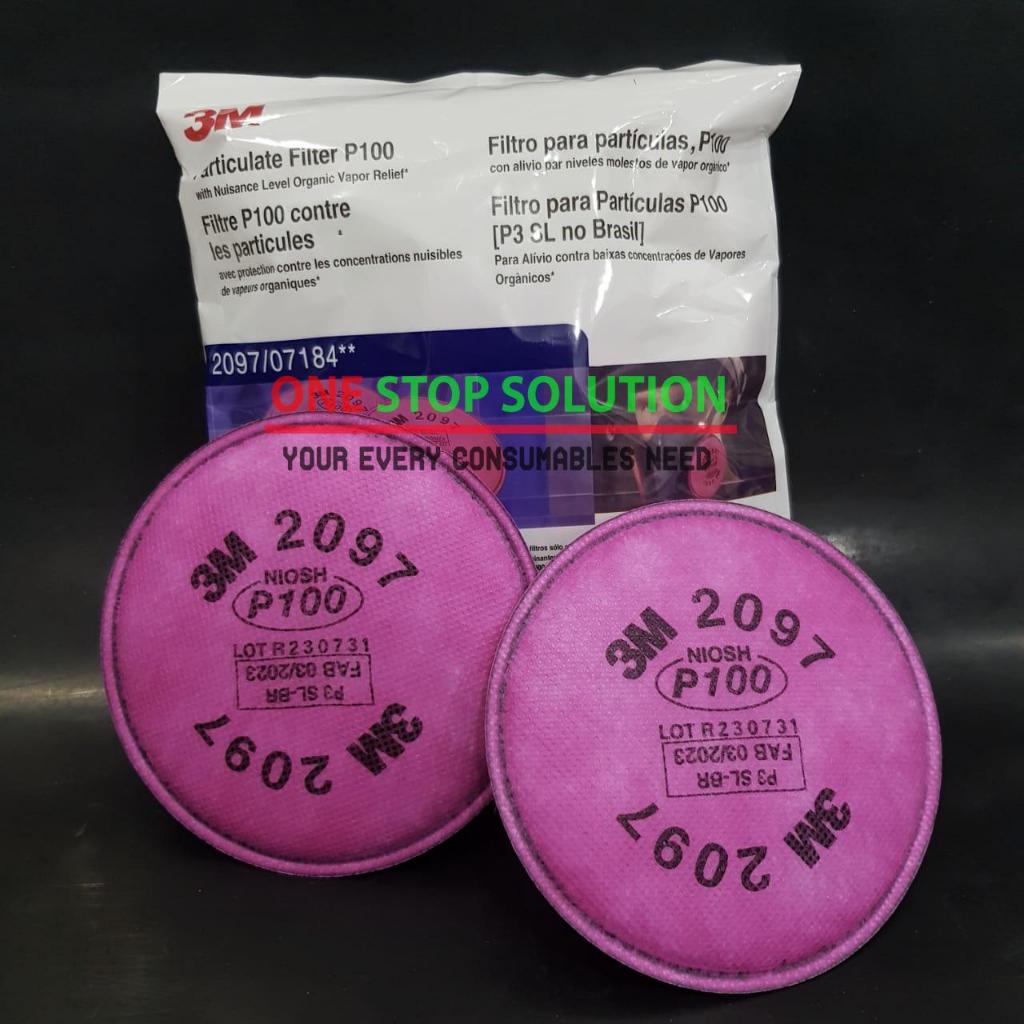 3M
Particulate Filter P100
with Nuisance Level Organic Vapor Relief*
Filtre P100 contre
les particules
avec protection contre les concentrations nuisibles
de vapeurs organiques*
Filtro para partículas, P100
con alivio par niveles molestos de vapor orgánico*
Filtro para Partículas P100
[P3 SL no Brasil]
Para Alívio contra baixas concentrações de Vapores
Orgànicos*
2097/07184**
ONE STOP SOLUTION
YOUR EVERY CONSUMABLES NEED
3M 2097
NIOSH
P100
LOT R230731
FAB 03/2023
P3 SL-BR
3M 2097
3M 2097
NIOSH
P100
LOT R230731
FAB 03/2023
P3 SL-BR
3M 2097